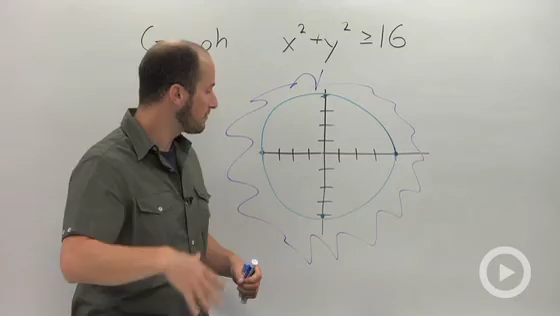 x² + y² ≥ 16